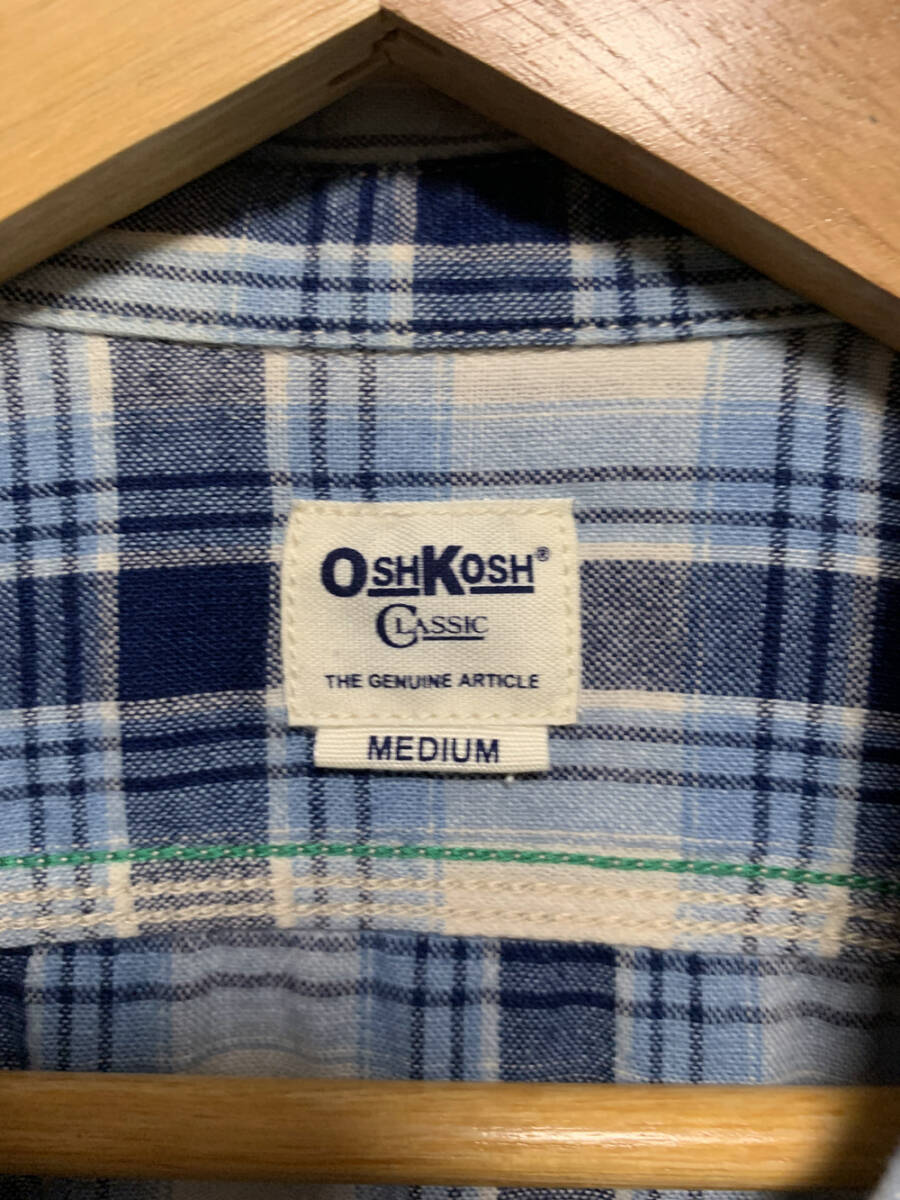 OSHKOSH®
CLASSIC
THE GENUINE ARTICLE
MEDIUM